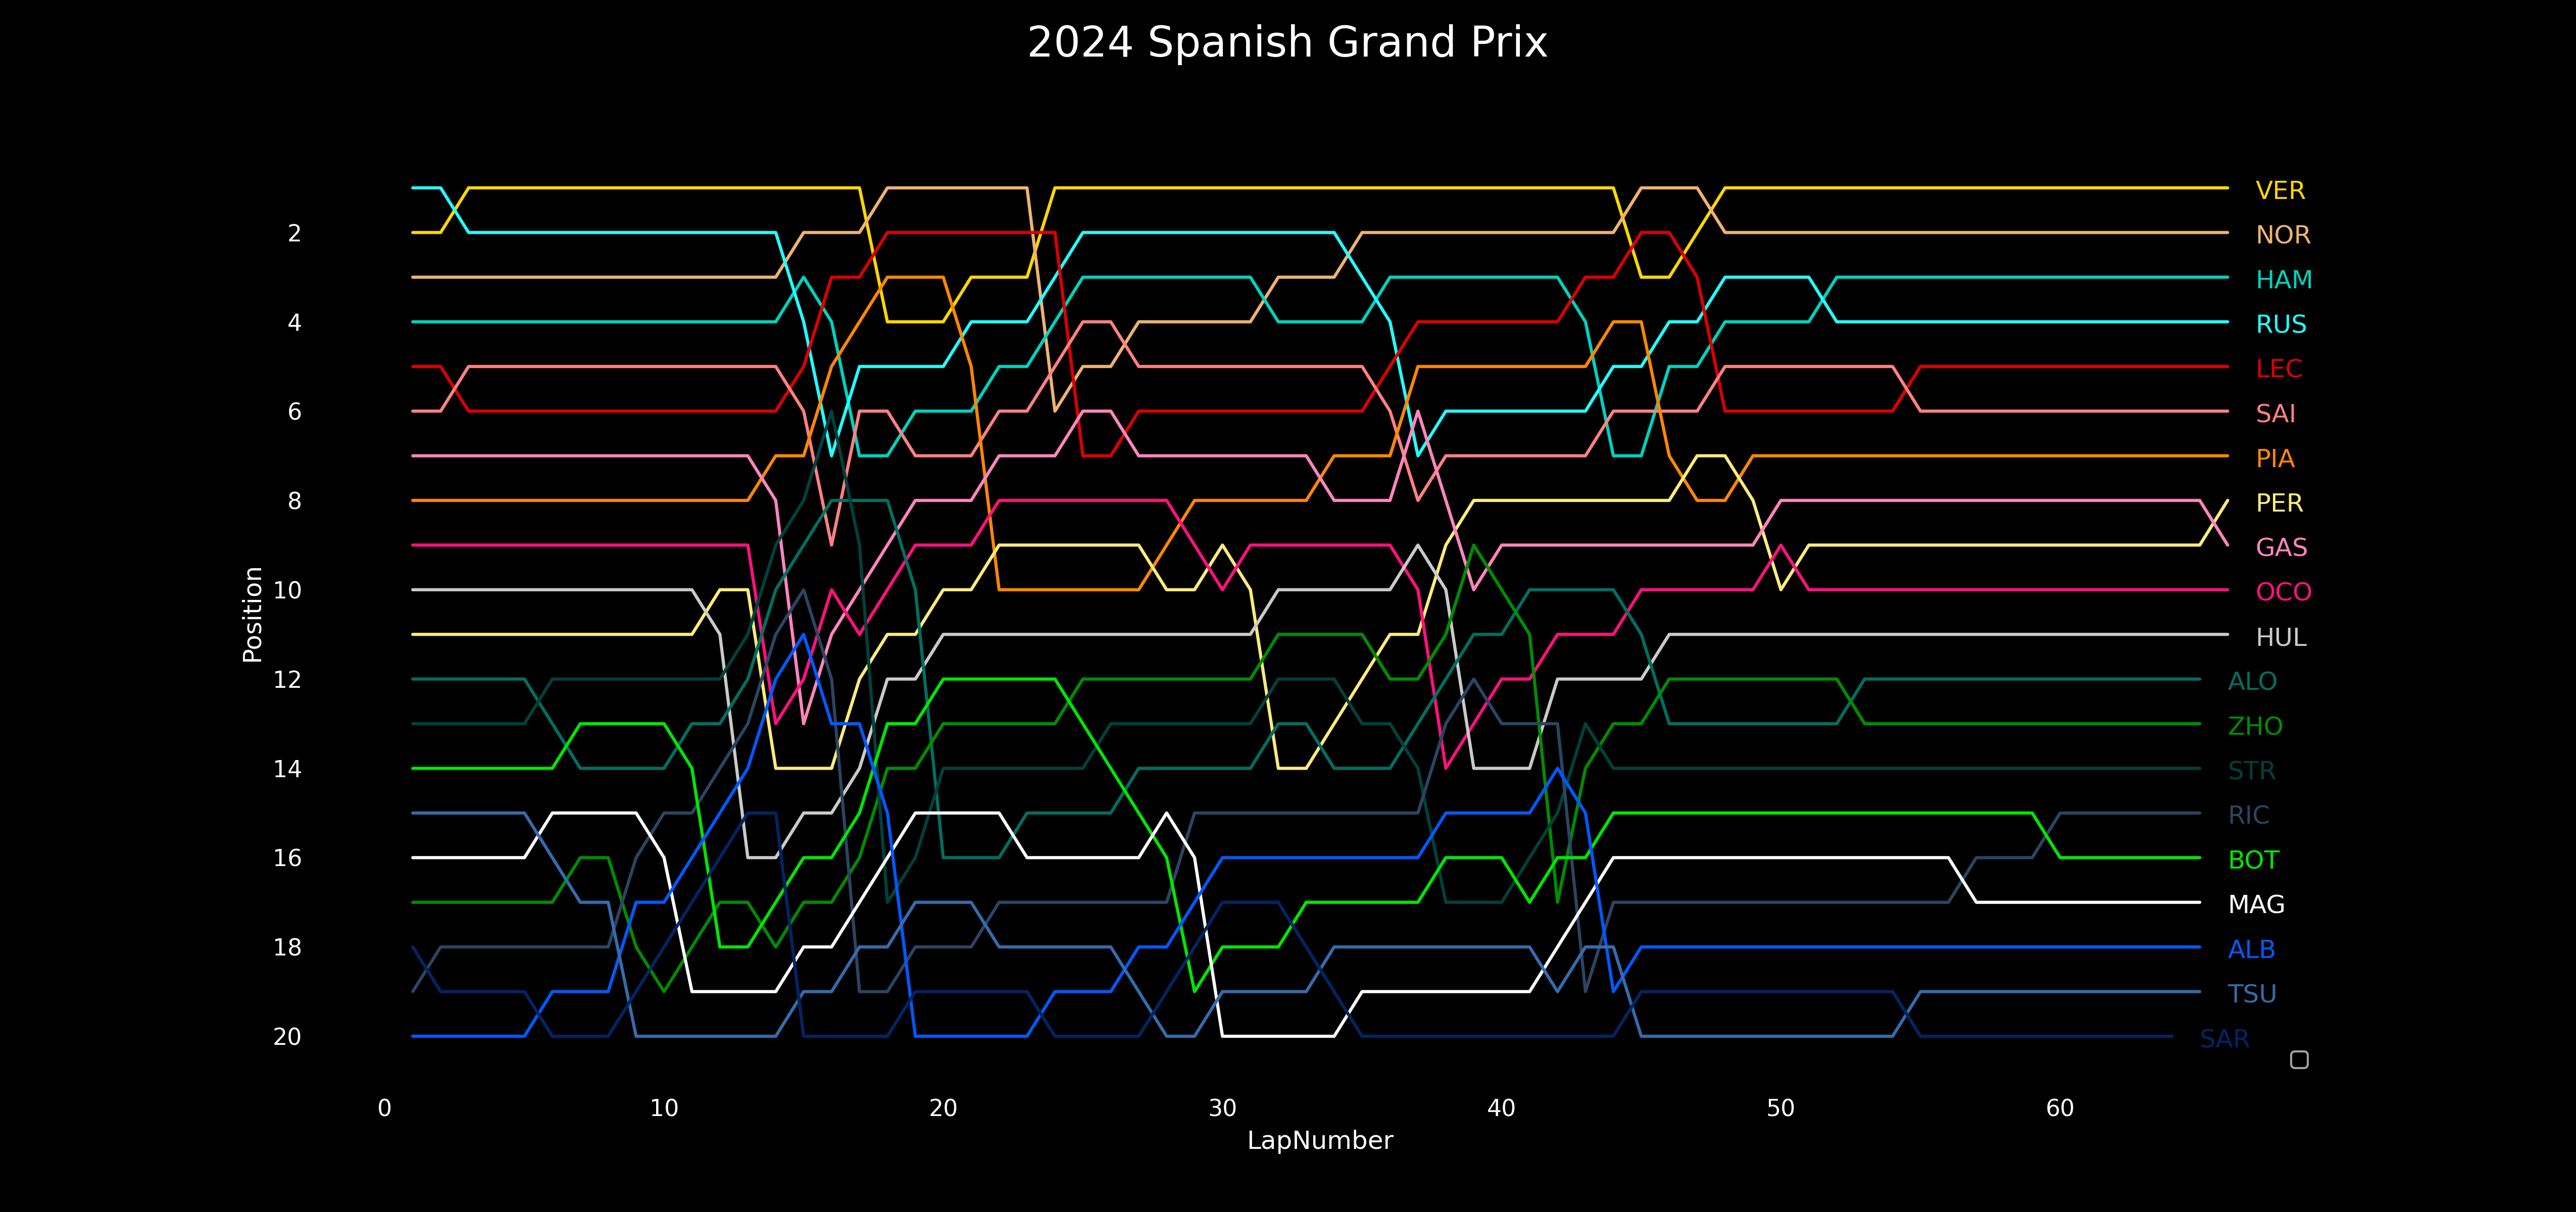 2024 Spanish Grand Prix
VER
2 NOR
HAM
4 RUS
LEC
6 SAI
PIA
8 PER
GAS
10 OCO
Position
HUL
12 ALO
ZHO
14 STR
RIC
16 BOT
MAG
18 ALB
TSU
20 SAR
0 10 20 30 40 50 60
LapNumber